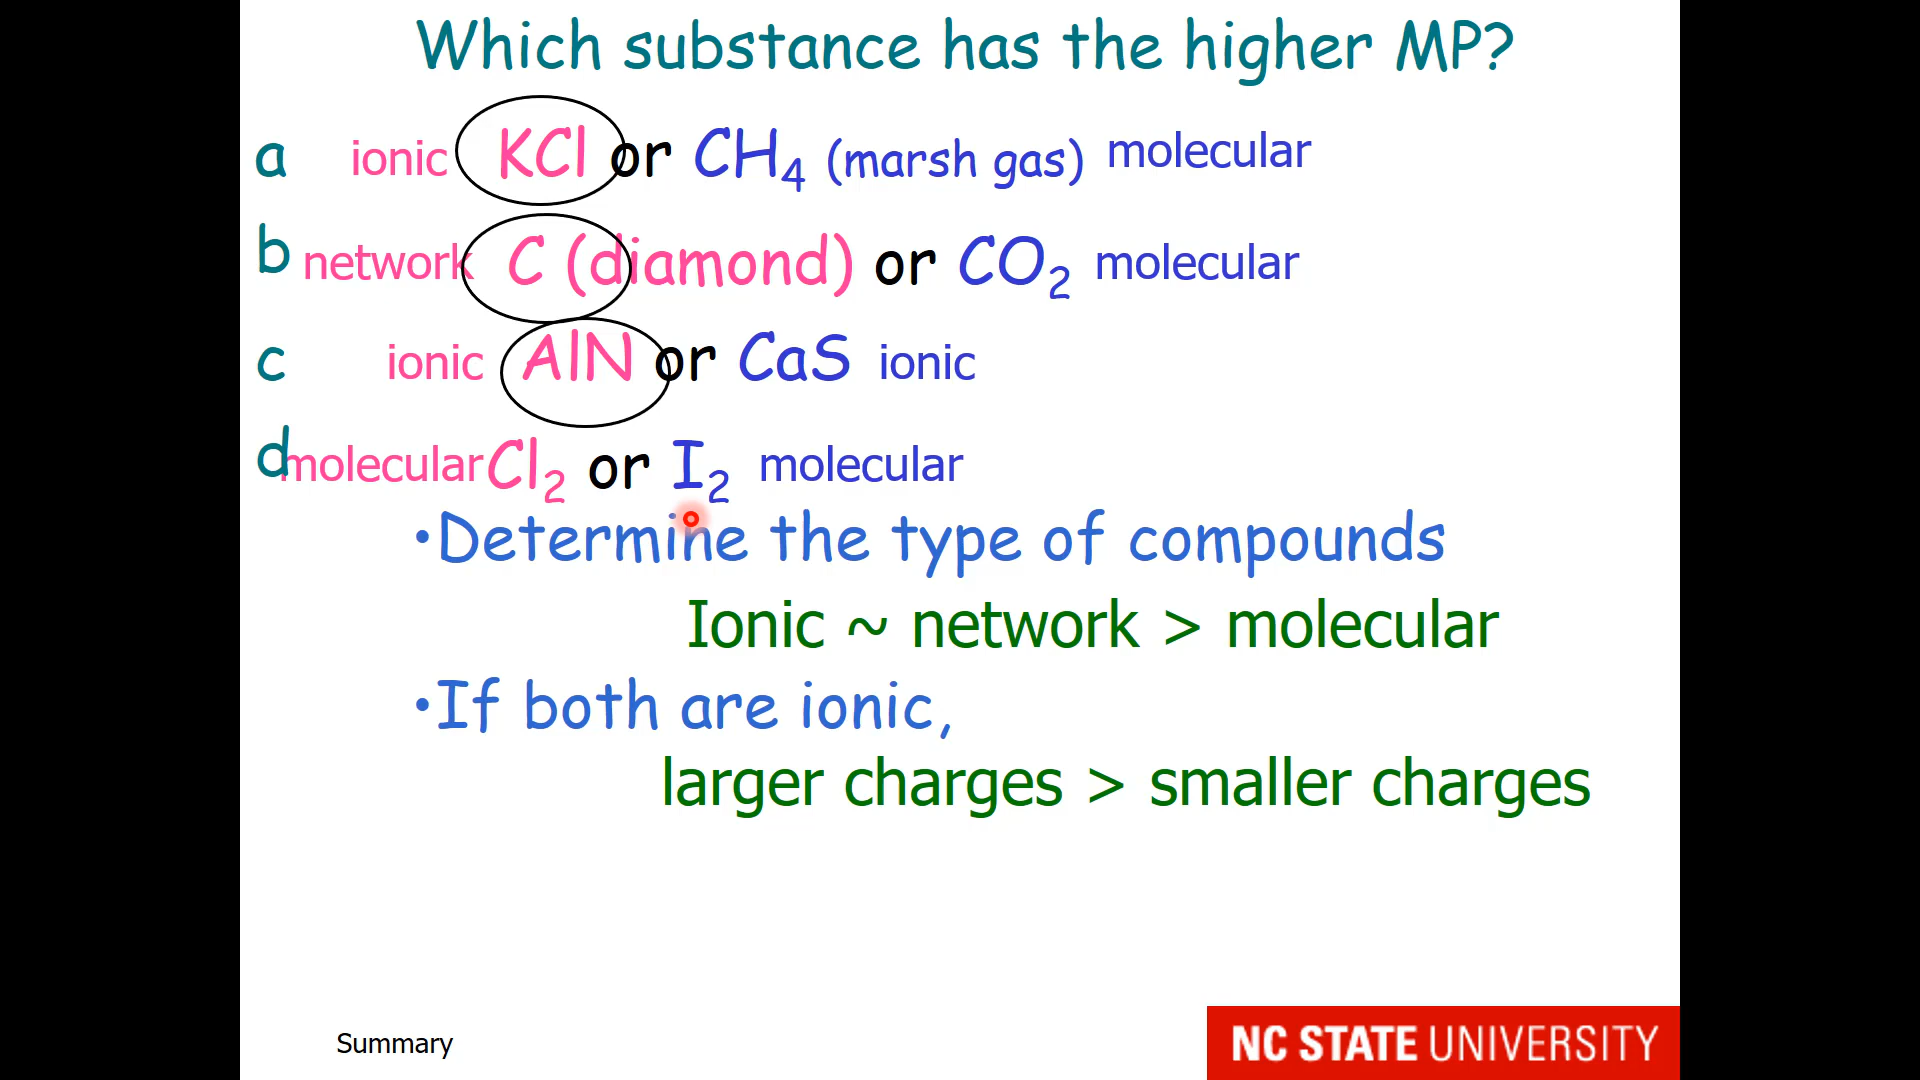 Which substance has the higher MP?
a ionic KCl or CH₄ (marsh gas) molecular
b network C (diamond) or CO₂ molecular
c ionic AlN or CaS ionic
d molecular Cl₂ or I₂ molecular
•Determine the type of compounds
Ionic ~ network > molecular
•If both are ionic,
larger charges > smaller charges
Summary
NC STATE UNIVERSITY